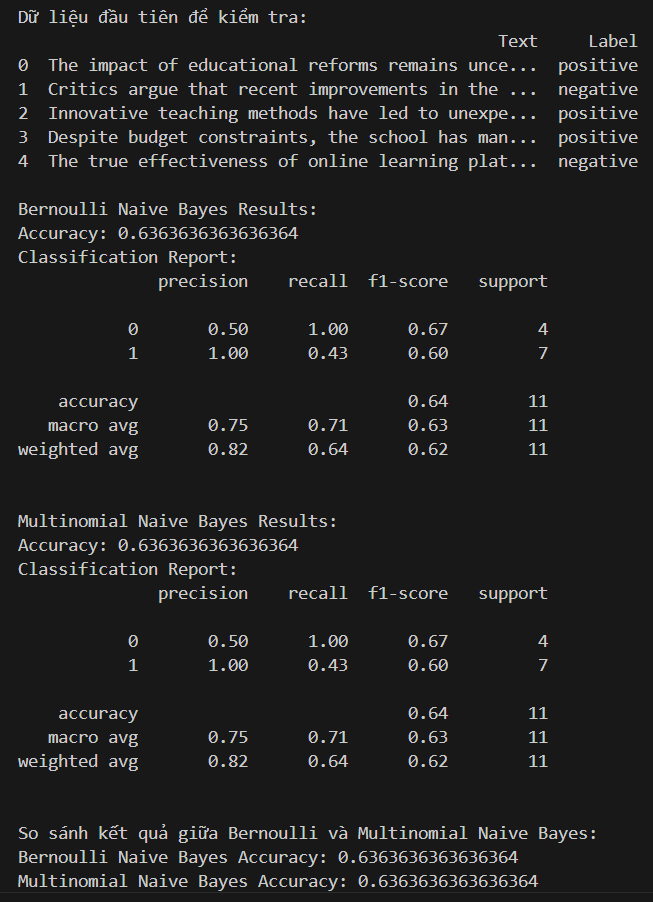 Dữ liệu đầu tiên để kiểm tra:
Text Label
0 The impact of educational reforms remains unce... positive
1 Critics argue that recent improvements in the ... negative
2 Innovative teaching methods have led to unexpe... positive
3 Despite budget constraints, the school has man... positive
4 The true effectiveness of online learning plat... negative
Bernoulli Naive Bayes Results:
Accuracy: 0.6363636363636364
Classification Report:
precision recall f1-score support
0 0.50 1.00 0.67 4
1 1.00 0.43 0.60 7
accuracy 0.64 11
macro avg 0.75 0.71 0.63 11
weighted avg 0.82 0.64 0.62 11
Multinomial Naive Bayes Results:
Accuracy: 0.6363636363636364
Classification Report:
precision recall f1-score support
0 0.50 1.00 0.67 4
1 1.00 0.43 0.60 7
accuracy 0.64 11
macro avg 0.75 0.71 0.63 11
weighted avg 0.82 0.64 0.62 11
So sánh kết quả giữa Bernoulli và Multinomial Naive Bayes:
Bernoulli Naive Bayes Accuracy: 0.6363636363636364
Multinomial Naive Bayes Accuracy: 0.6363636363636364